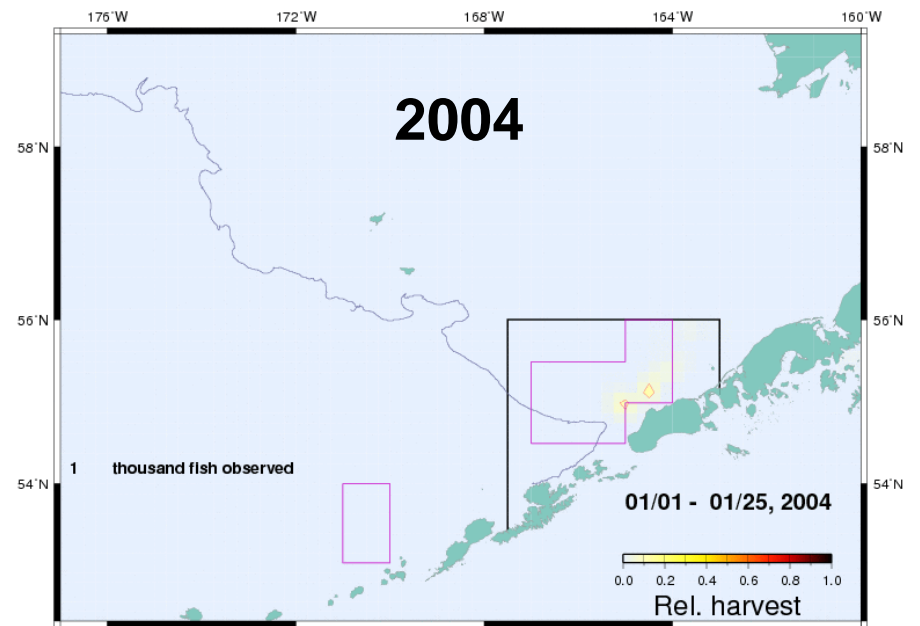 176˚W 172˚W 168˚W 164˚W 160˚W
2004
58˚N 58˚N
56˚N 56˚N
1 thousand fish observed
54˚N 54˚N
01/01 - 01/25, 2004
0.0 0.2 0.4 0.6 0.8 1.0
Rel. harvest